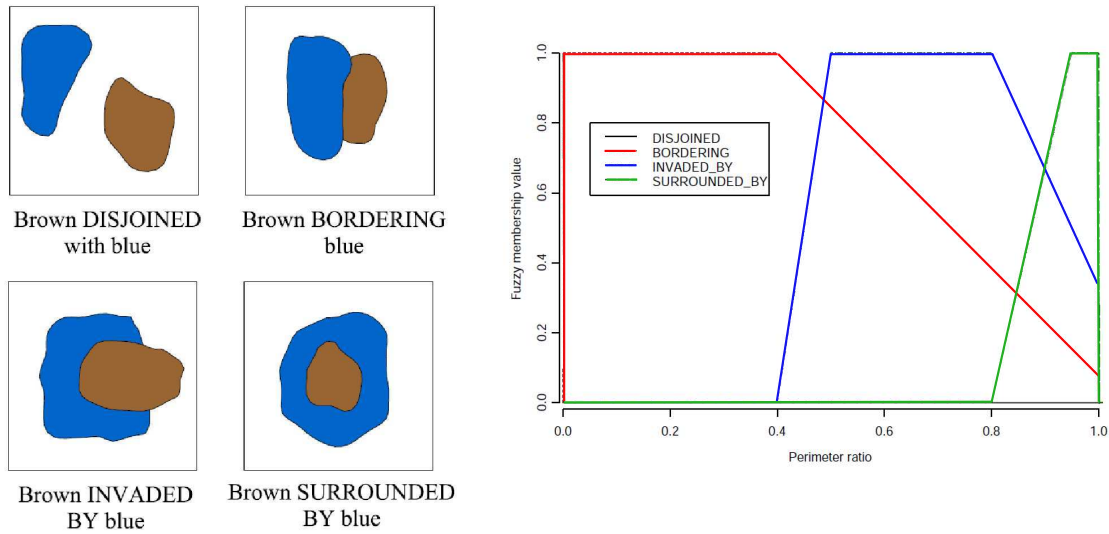 Brown DISJOINED
with blue
Brown BORDERING
blue
Brown INVADED
BY blue
Brown SURROUNDED
BY blue
Fuzzy membership value
1.0
0.8
0.6
0.4
0.2
0.0
DISJOINED
BORDERING
INVADED_BY
SURROUNDED_BY
0.0 0.2 0.4 0.6 0.8 1.0
Perimeter ratio